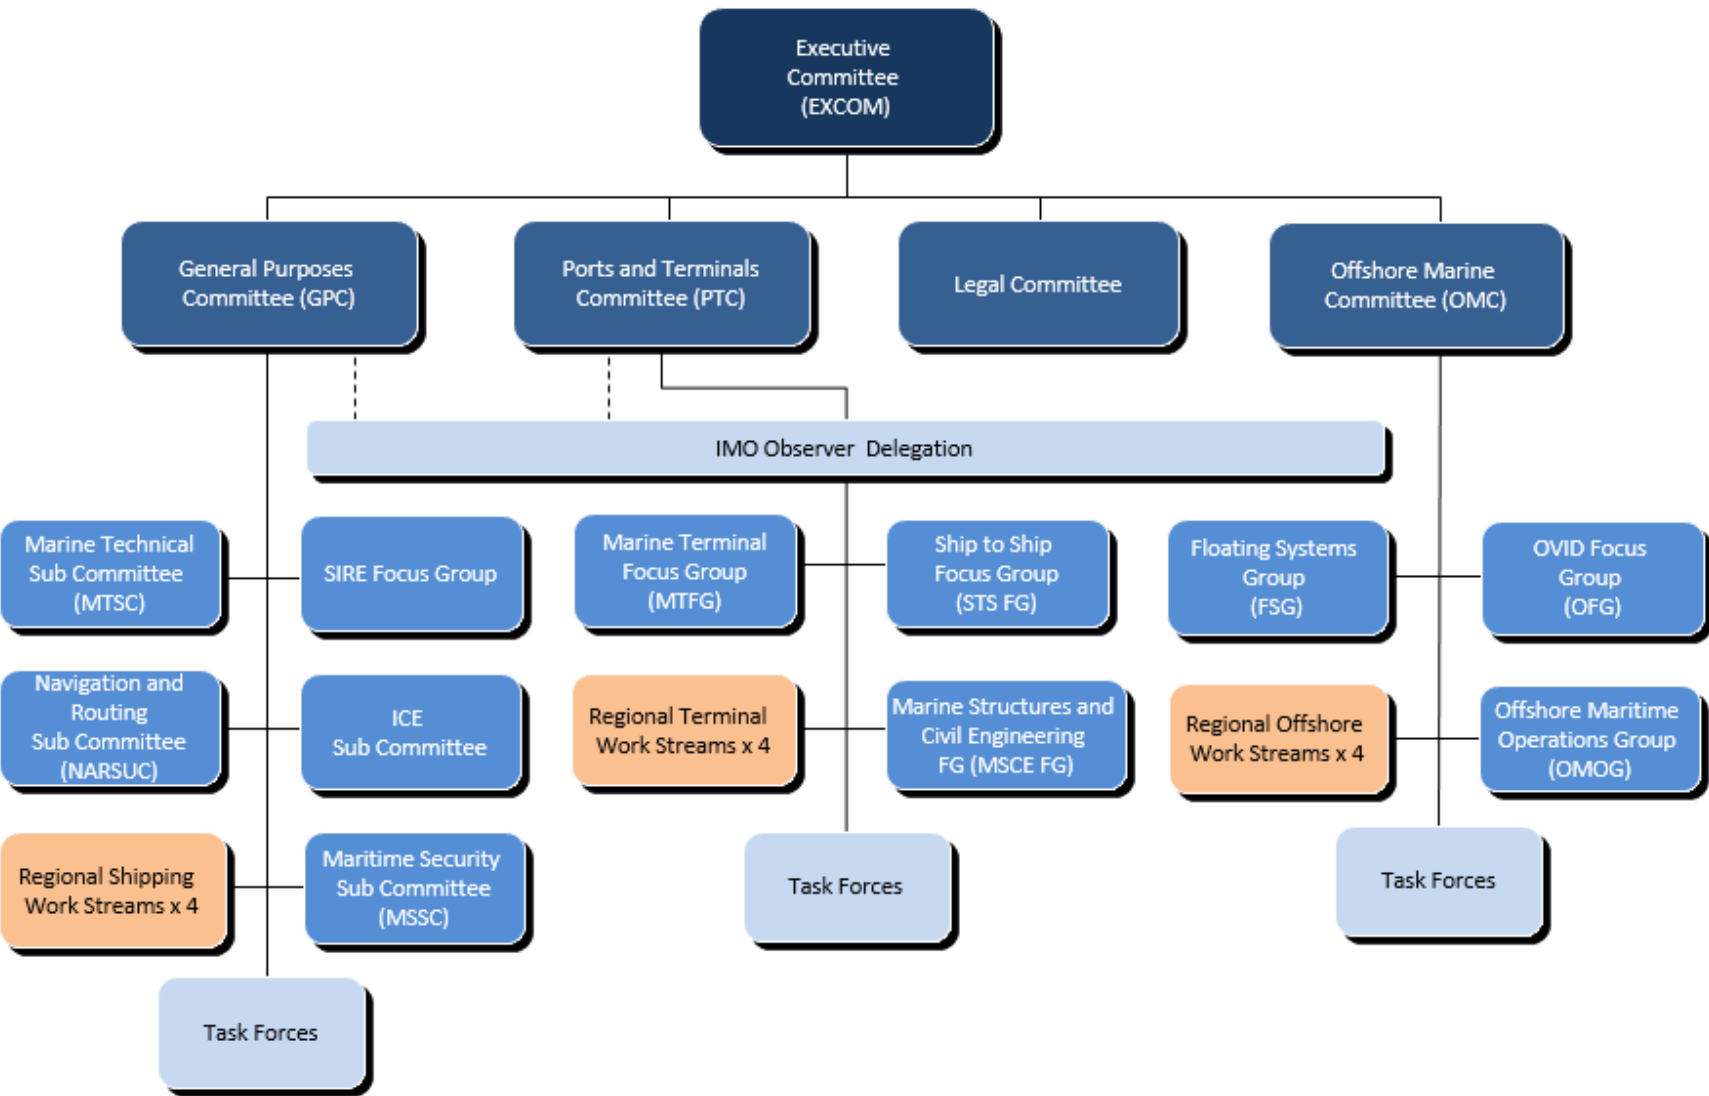 Executive
Committee
(EXCOM)
General Purposes
Committee (GPC)
Ports and Terminals
Committee (PTC)
Legal Committee
Offshore Marine
Committee (OMC)
IMO Observer Delegation
Marine Technical
Sub Committee
(MTSC)
SIRE Focus Group
Marine Terminal
Focus Group
(MTFG)
Ship to Ship
Focus Group
(STS FG)
Floating Systems
Group
(FSG)
OVID Focus
Group
(OFG)
Navigation and
Routing
Sub Committee
(NARSUC)
ICE
Sub Committee
Regional Terminal
Work Streams x 4
Marine Structures and
Civil Engineering
FG (MSCE FG)
Regional Offshore
Work Streams x 4
Offshore Maritime
Operations Group
(OMOG)
Regional Shipping
Work Streams x 4
Maritime Security
Sub Committee
(MSSC)
Task Forces
Task Forces
Task Forces